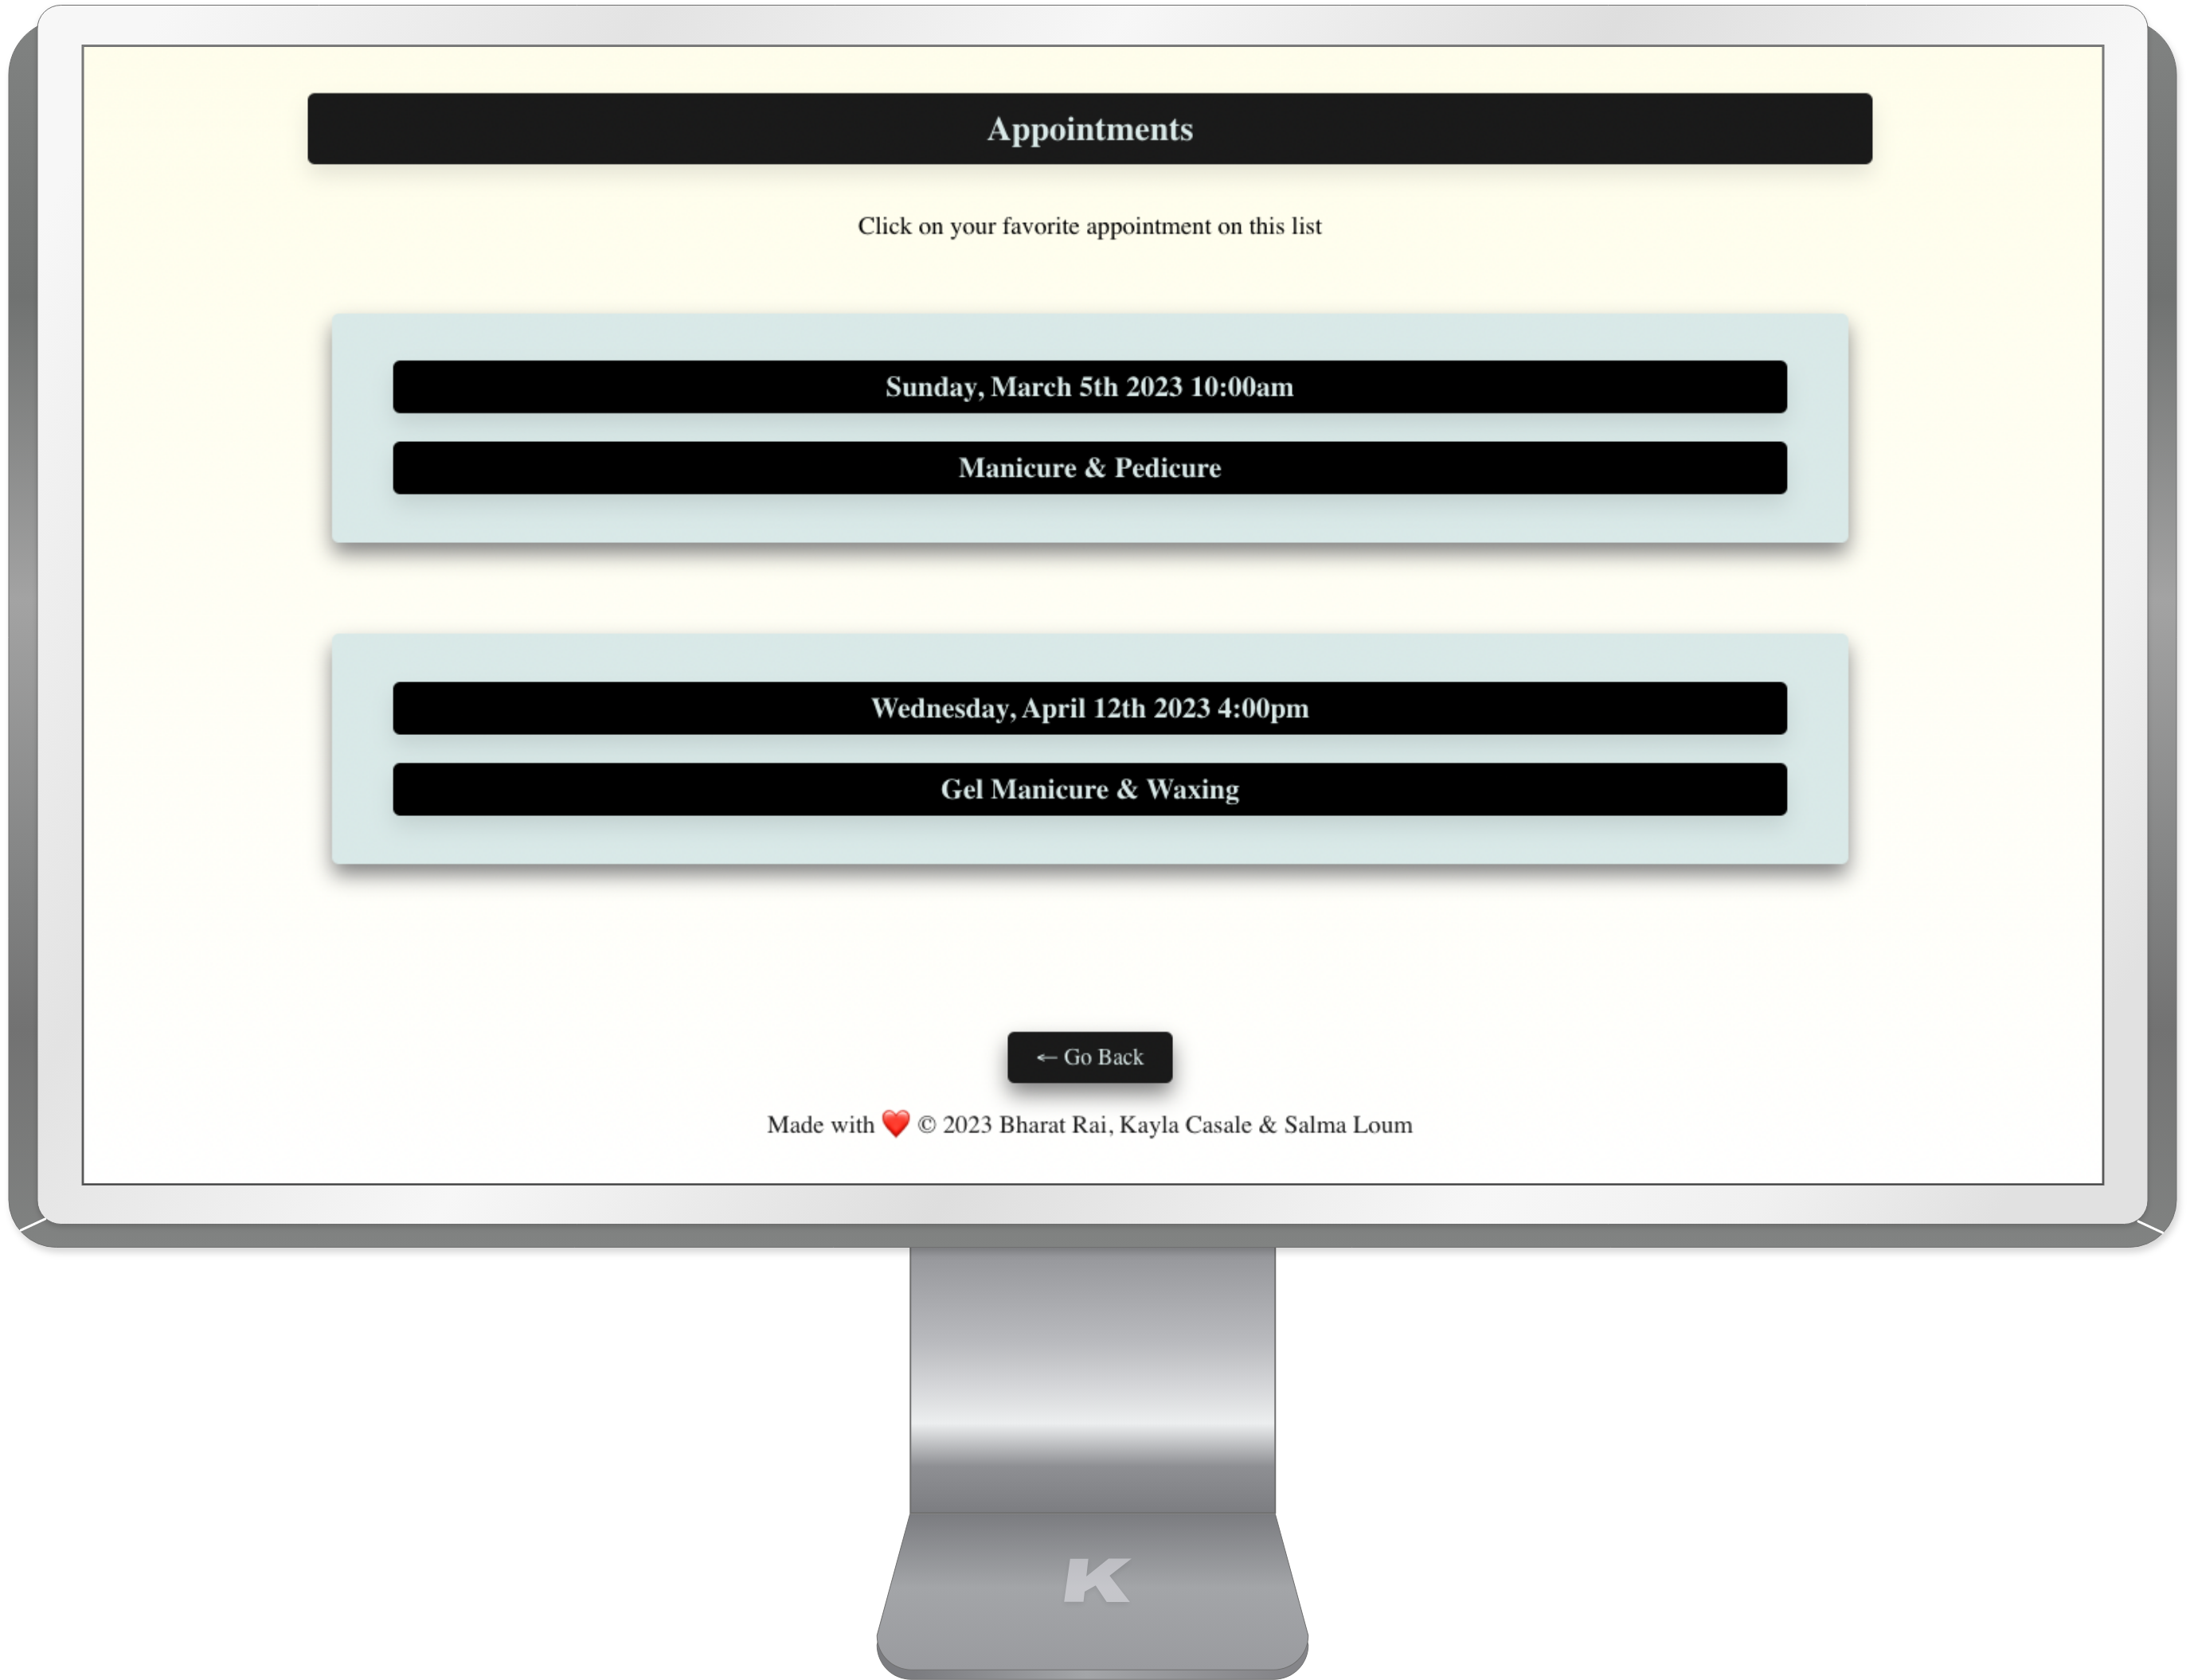 Appointments
Click on your favorite appointment on this list
Sunday, March 5th 2023 10:00am
Manicure & Pedicure
Wednesday, April 12th 2023 4:00pm
Gel Manicure & Waxing
← Go Back
Made with ❤️ © 2023 Bharat Rai, Kayla Casale & Salma Loum
K